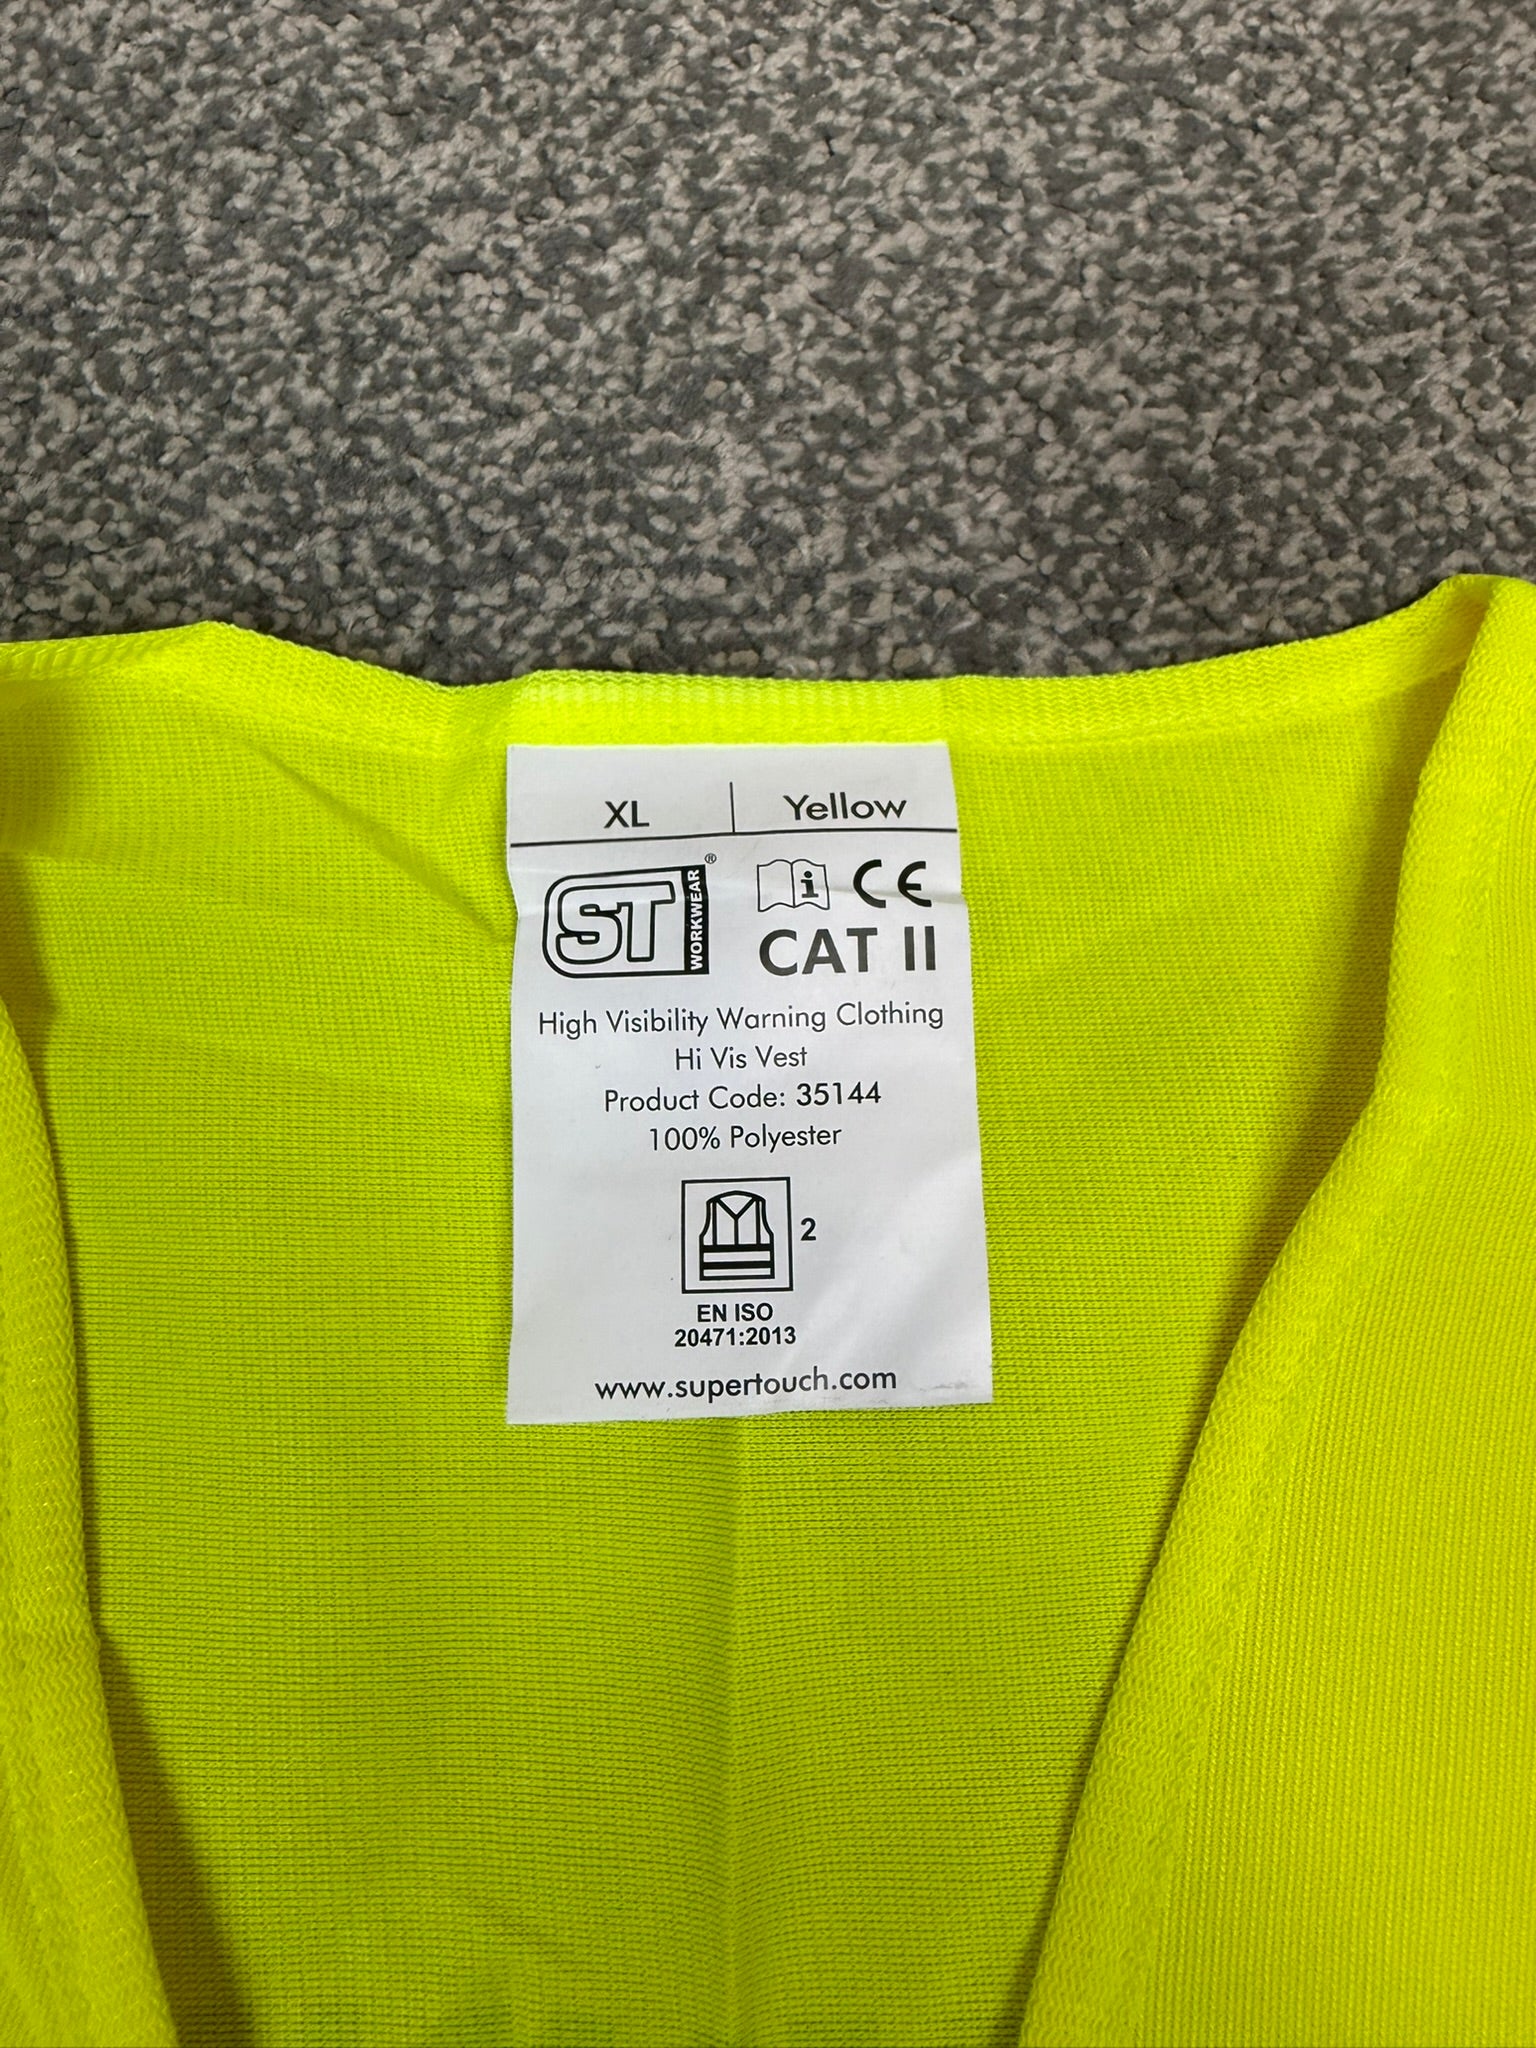 XL Yellow
ST WORKWEAR ®
i CE
CAT II
High Visibility Warning Clothing
Hi Vis Vest
Product Code: 35144
100% Polyester
2
EN ISO
20471:2013
www.supertouch.com